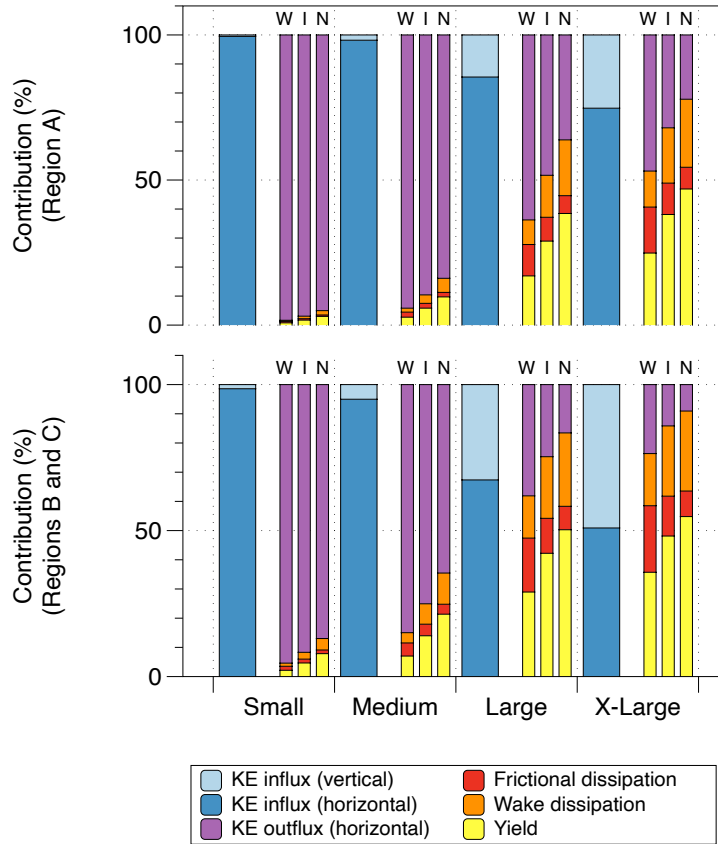 W I N W I N W I N W I N
100
50
0
Contribution (%)
(Region A)
W I N W I N W I N W I N
100
50
0
Contribution (%)
(Regions B and C)
Small Medium Large X-Large
KE influx (vertical)
KE influx (horizontal)
KE outflux (horizontal)
Frictional dissipation
Wake dissipation
Yield